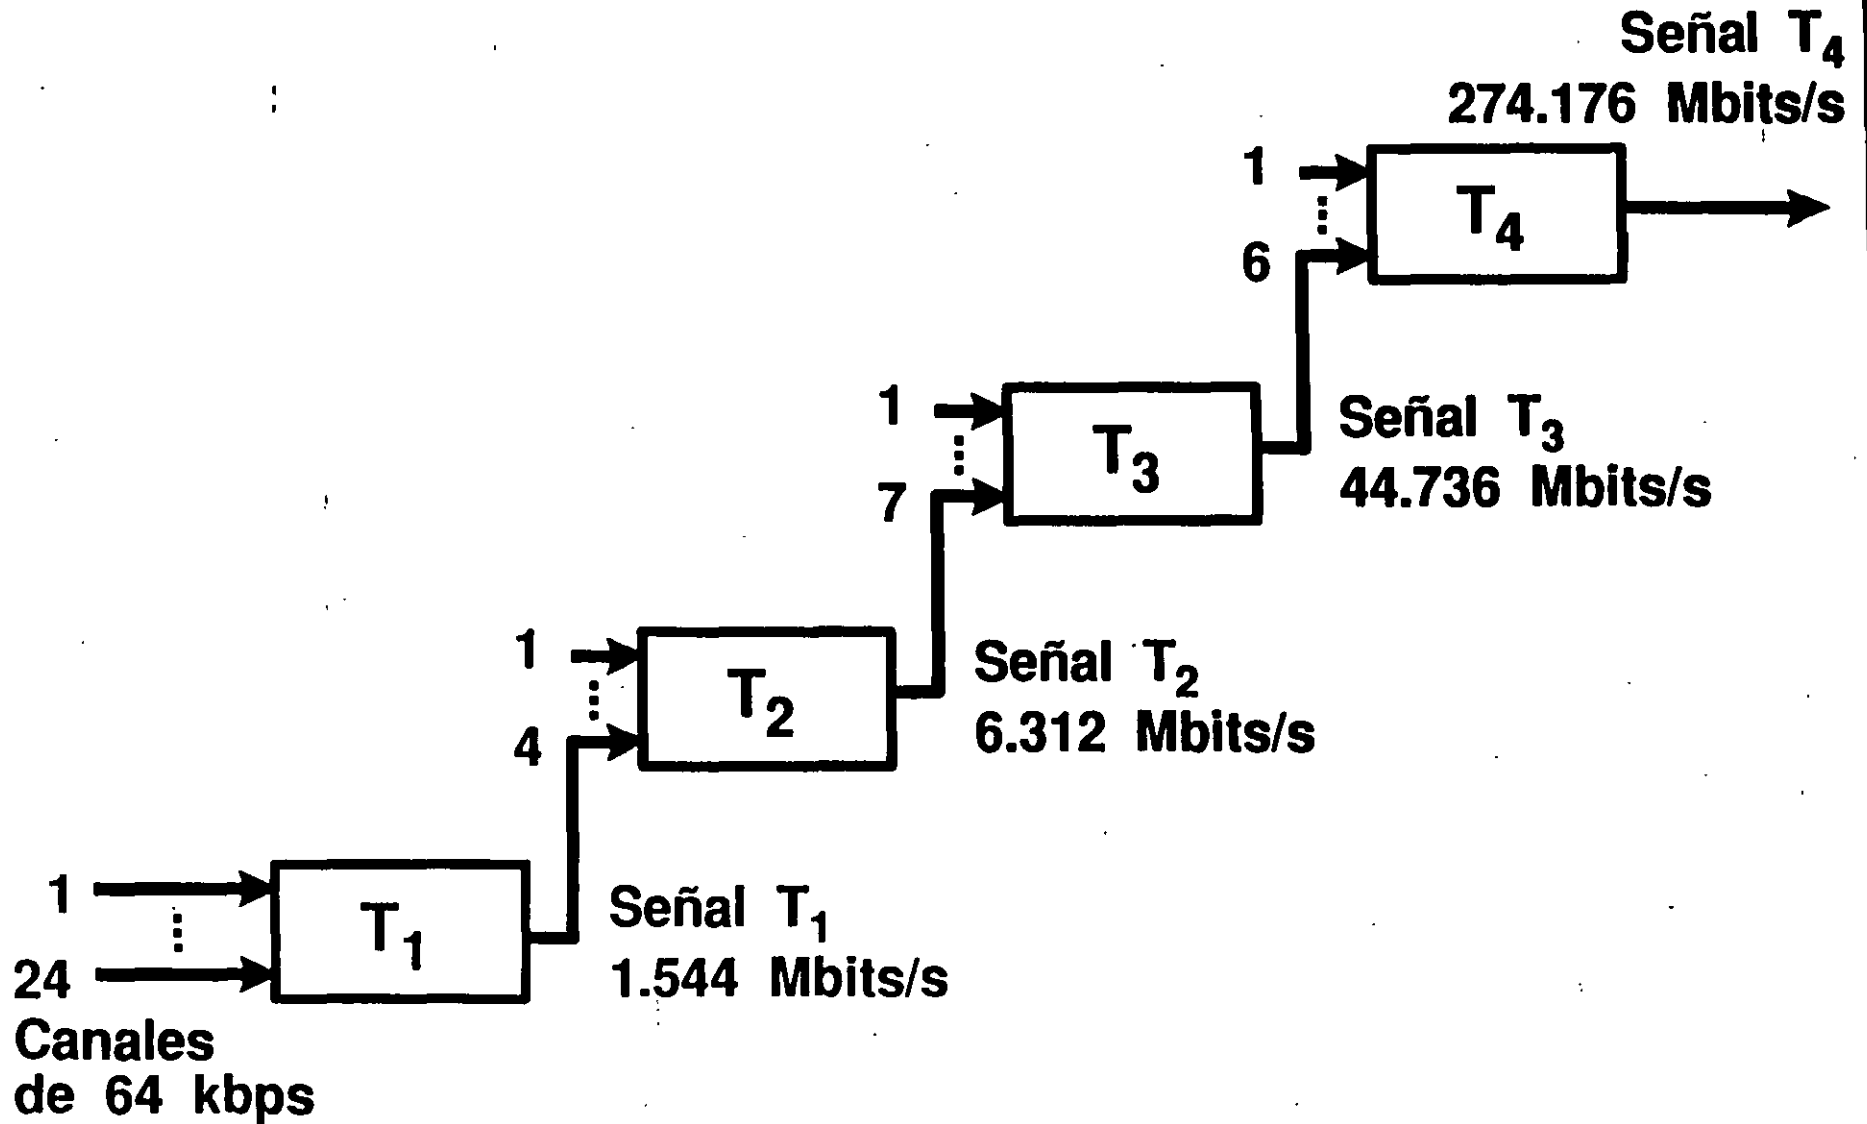 Señal T4
274.176 Mbits/s
1
T4
6
1
T3
7
Señal T3
44.736 Mbits/s
1
T2
4
Señal T2
6.312 Mbits/s
1
T1
24
Señal T1
1.544 Mbits/s
Canales
de 64 kbps